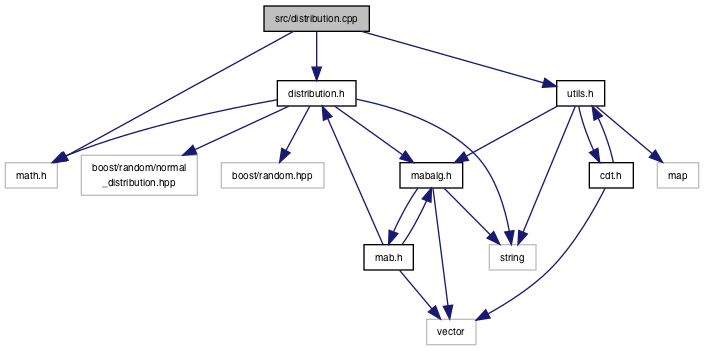 src/distribution.cpp
distribution.h
utils.h
math.h
boost/random/normal
_distribution.hpp
boost/random.hpp
mabalg.h
cdt.h
map
mab.h
string
vector